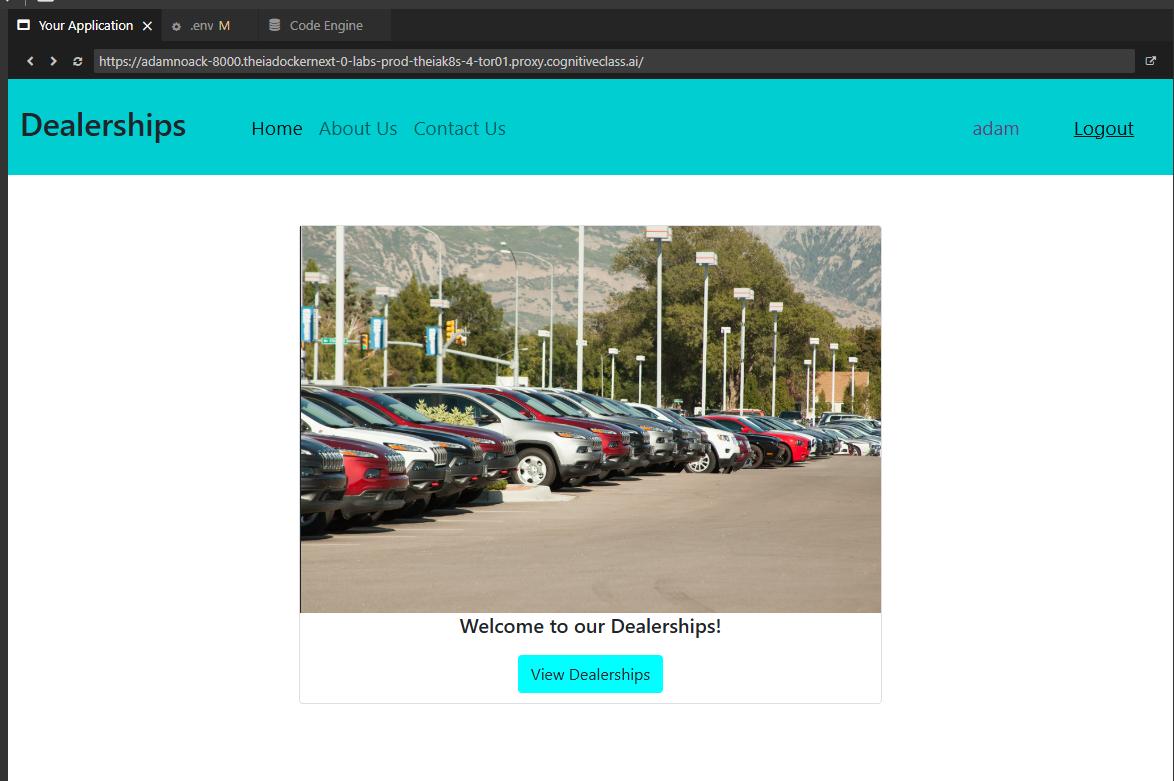 Your Application .env M Code Engine
https://adamnoack-8000.theiadockernext-0-labs-prod-theiak8s-4-tor01.proxy.cognitiveclass.ai/
Dealerships Home About Us Contact Us adam Logout
Welcome to our Dealerships!
View Dealerships